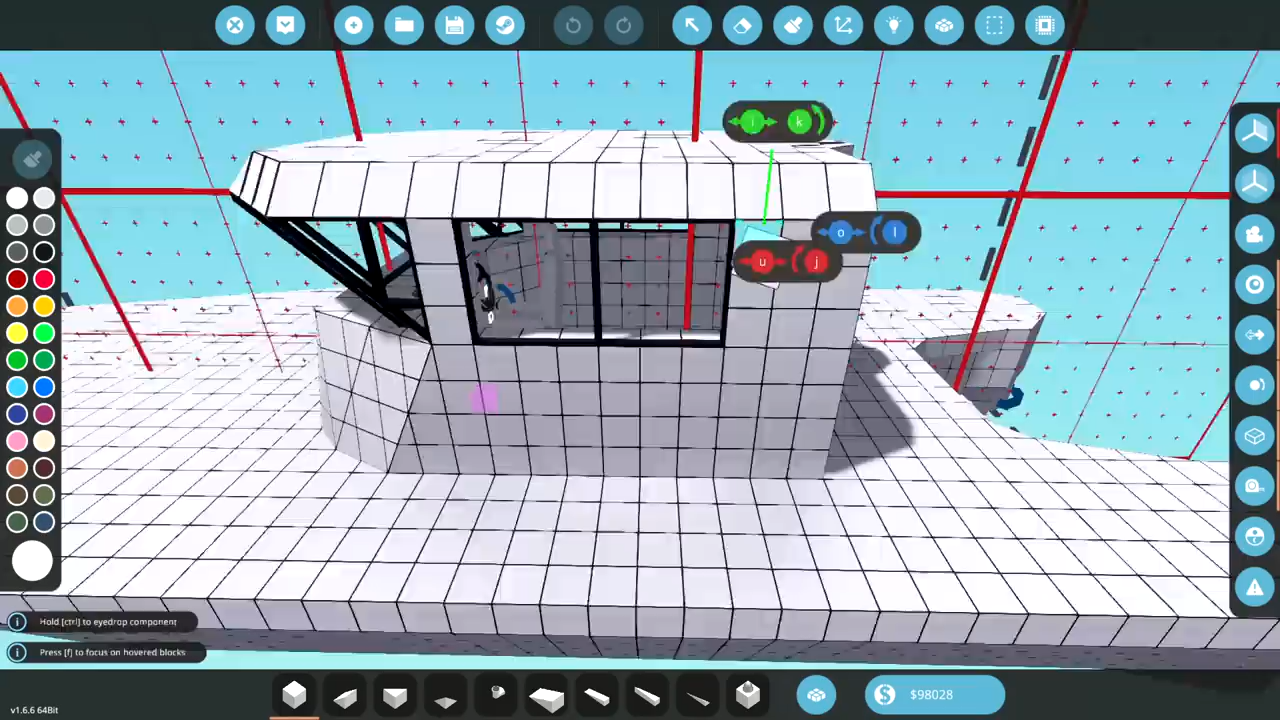 k
o
l
u
j
Hold [ctrl] to eyedrop component
Press [f] to focus on hovered blocks
$98028
v1.6.6 64Bit